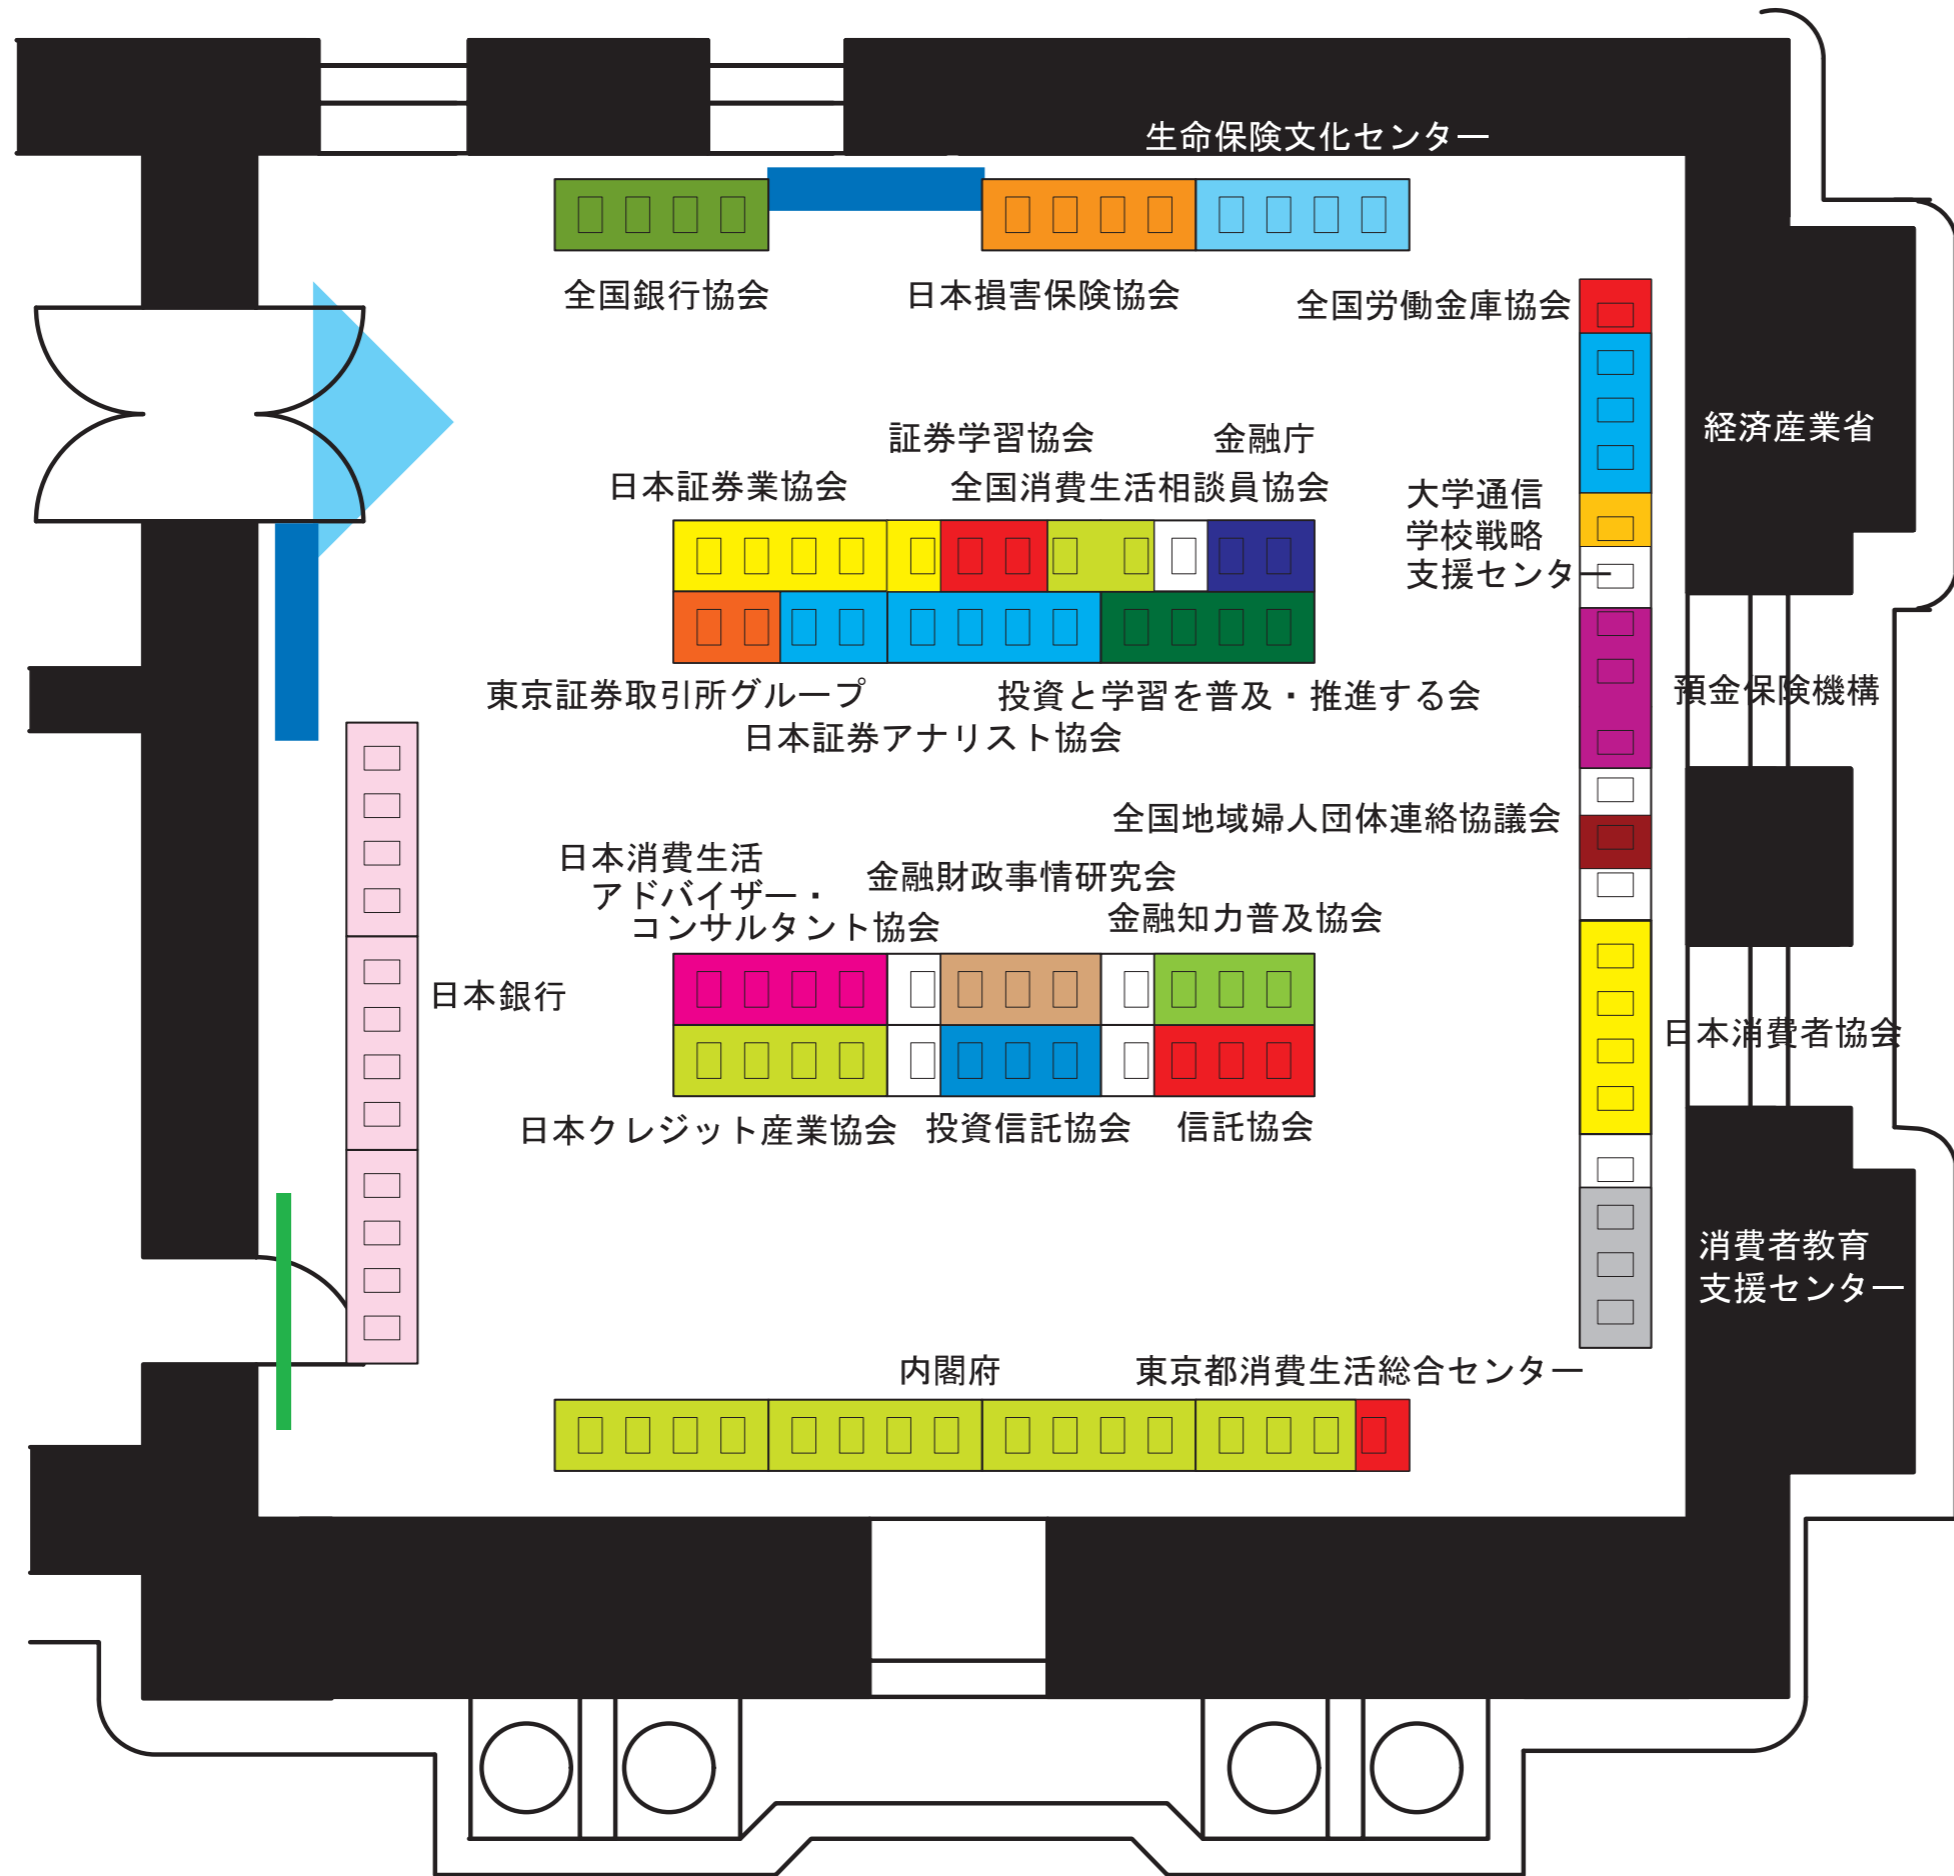 生命保険文化センター
全国銀行協会
日本損害保険協会
全国労働金庫協会
経済産業省
証券学習協会
金融庁
日本証券業協会
全国消費生活相談員協会
大学通信
学校戦略
支援センター
東京証券取引所グループ
投資と学習を普及・推進する会
預金保険機構
日本証券アナリスト協会
全国地域婦人団体連絡協議会
日本消費生活
アドバイザー・
コンサルタント協会
金融財政事情研究会
金融知力普及協会
日本銀行
日本消費者協会
日本クレジット産業協会
投資信託協会
信託協会
消費者教育
支援センター
内閣府
東京都消費生活総合センター